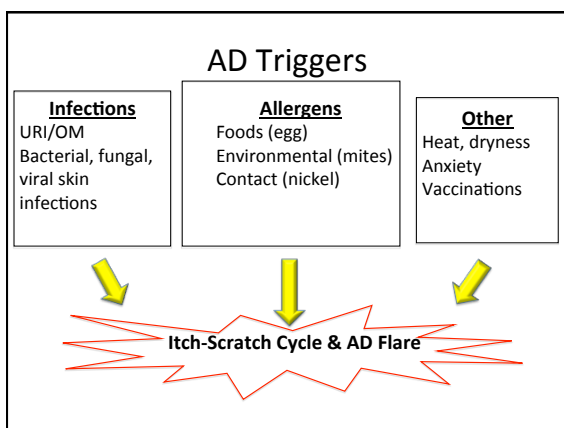 AD Triggers
Infections
URI/OM
Bacterial, fungal,
viral skin
infections
Allergens
Foods (egg)
Environmental (mites)
Contact (nickel)
Other
Heat, dryness
Anxiety
Vaccinations
Itch-Scratch Cycle & AD Flare